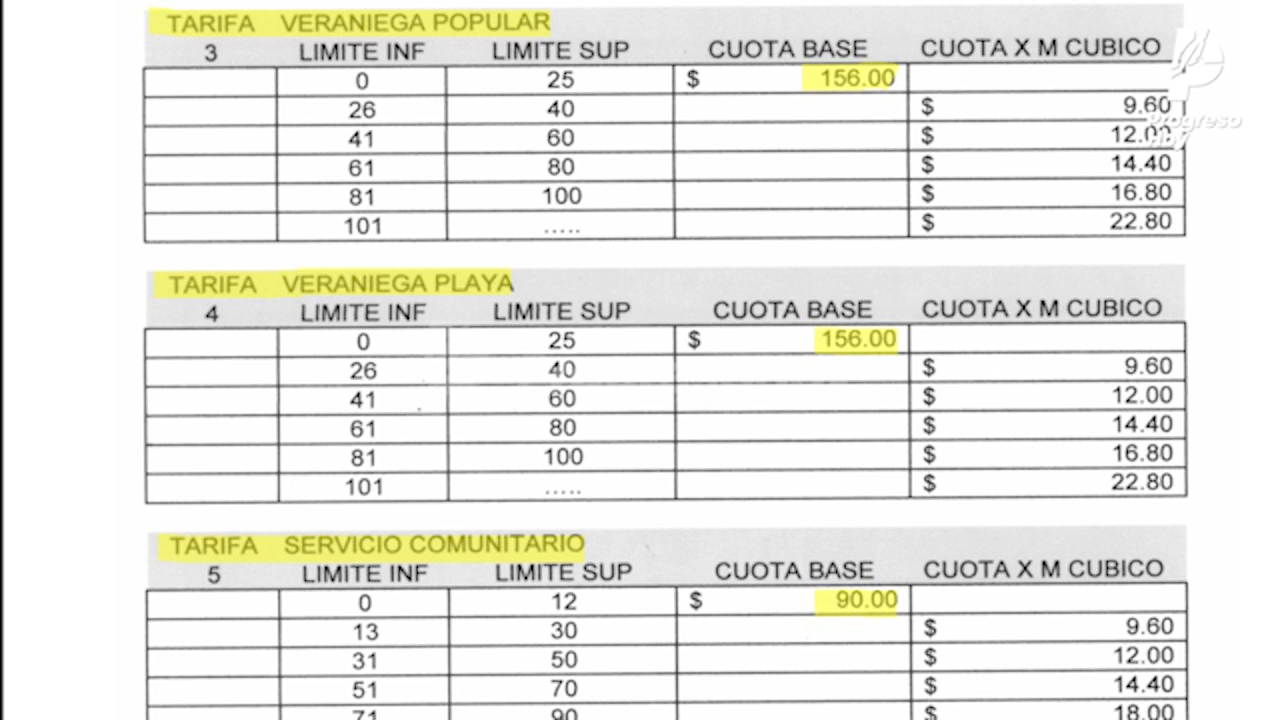 TARIFA VERANIEGA POPULAR
3 LIMITE INF LIMITE SUP CUOTA BASE CUOTA X M CUBICO
0 25 $ 156.00
26 40 $ 9.60
41 60 $ 12.00
61 80 $ 14.40
81 100 $ 16.80
101 ..... $ 22.80
Progreso Hoy
TARIFA VERANIEGA PLAYA
4 LIMITE INF LIMITE SUP CUOTA BASE CUOTA X M CUBICO
0 25 $ 156.00
26 40 $ 9.60
41 60 $ 12.00
61 80 $ 14.40
81 100 $ 16.80
101 ..... $ 22.80
TARIFA SERVICIO COMUNITARIO
5 LIMITE INF LIMITE SUP CUOTA BASE CUOTA X M CUBICO
0 12 $ 90.00
13 30 $ 9.60
31 50 $ 12.00
51 70 $ 14.40
71 90 $ 18.00